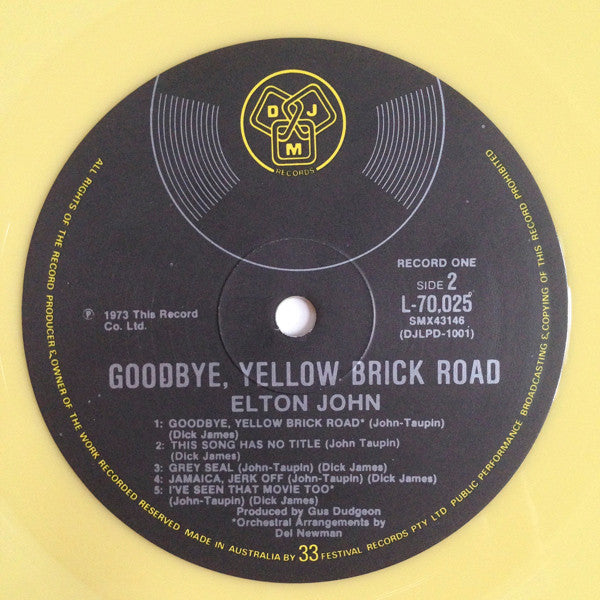 D J M
RECORDS
RECORD ONE
SIDE 2
L-70,025
SMX43146
(DJLPD-1001)
Ⓟ 1973 This Record
Co. Ltd.
GOODBYE, YELLOW BRICK ROAD
ELTON JOHN
1: GOODBYE, YELLOW BRICK ROAD* (John-Taupin)
(Dick James)
2: THIS SONG HAS NO TITLE (John Taupin)
(Dick James)
3: GREY SEAL (John-Taupin) (Dick James)
4: JAMAICA, JERK OFF (John-Taupin) (Dick James)
5: I'VE SEEN THAT MOVIE TOO*
(John-Taupin) (Dick James)
Produced by Gus Dudgeon
*Orchestral Arrangements by
Del Newman
ALL RIGHTS OF THE RECORD PRODUCER & OWNER OF THE WORK RECORDED RESERVED MADE IN AUSTRALIA BY 33 FESTIVAL RECORDS PTY LTD PUBLIC PERFORMANCE BROADCASTING & COPYING OF THIS RECORD PROHIBITED